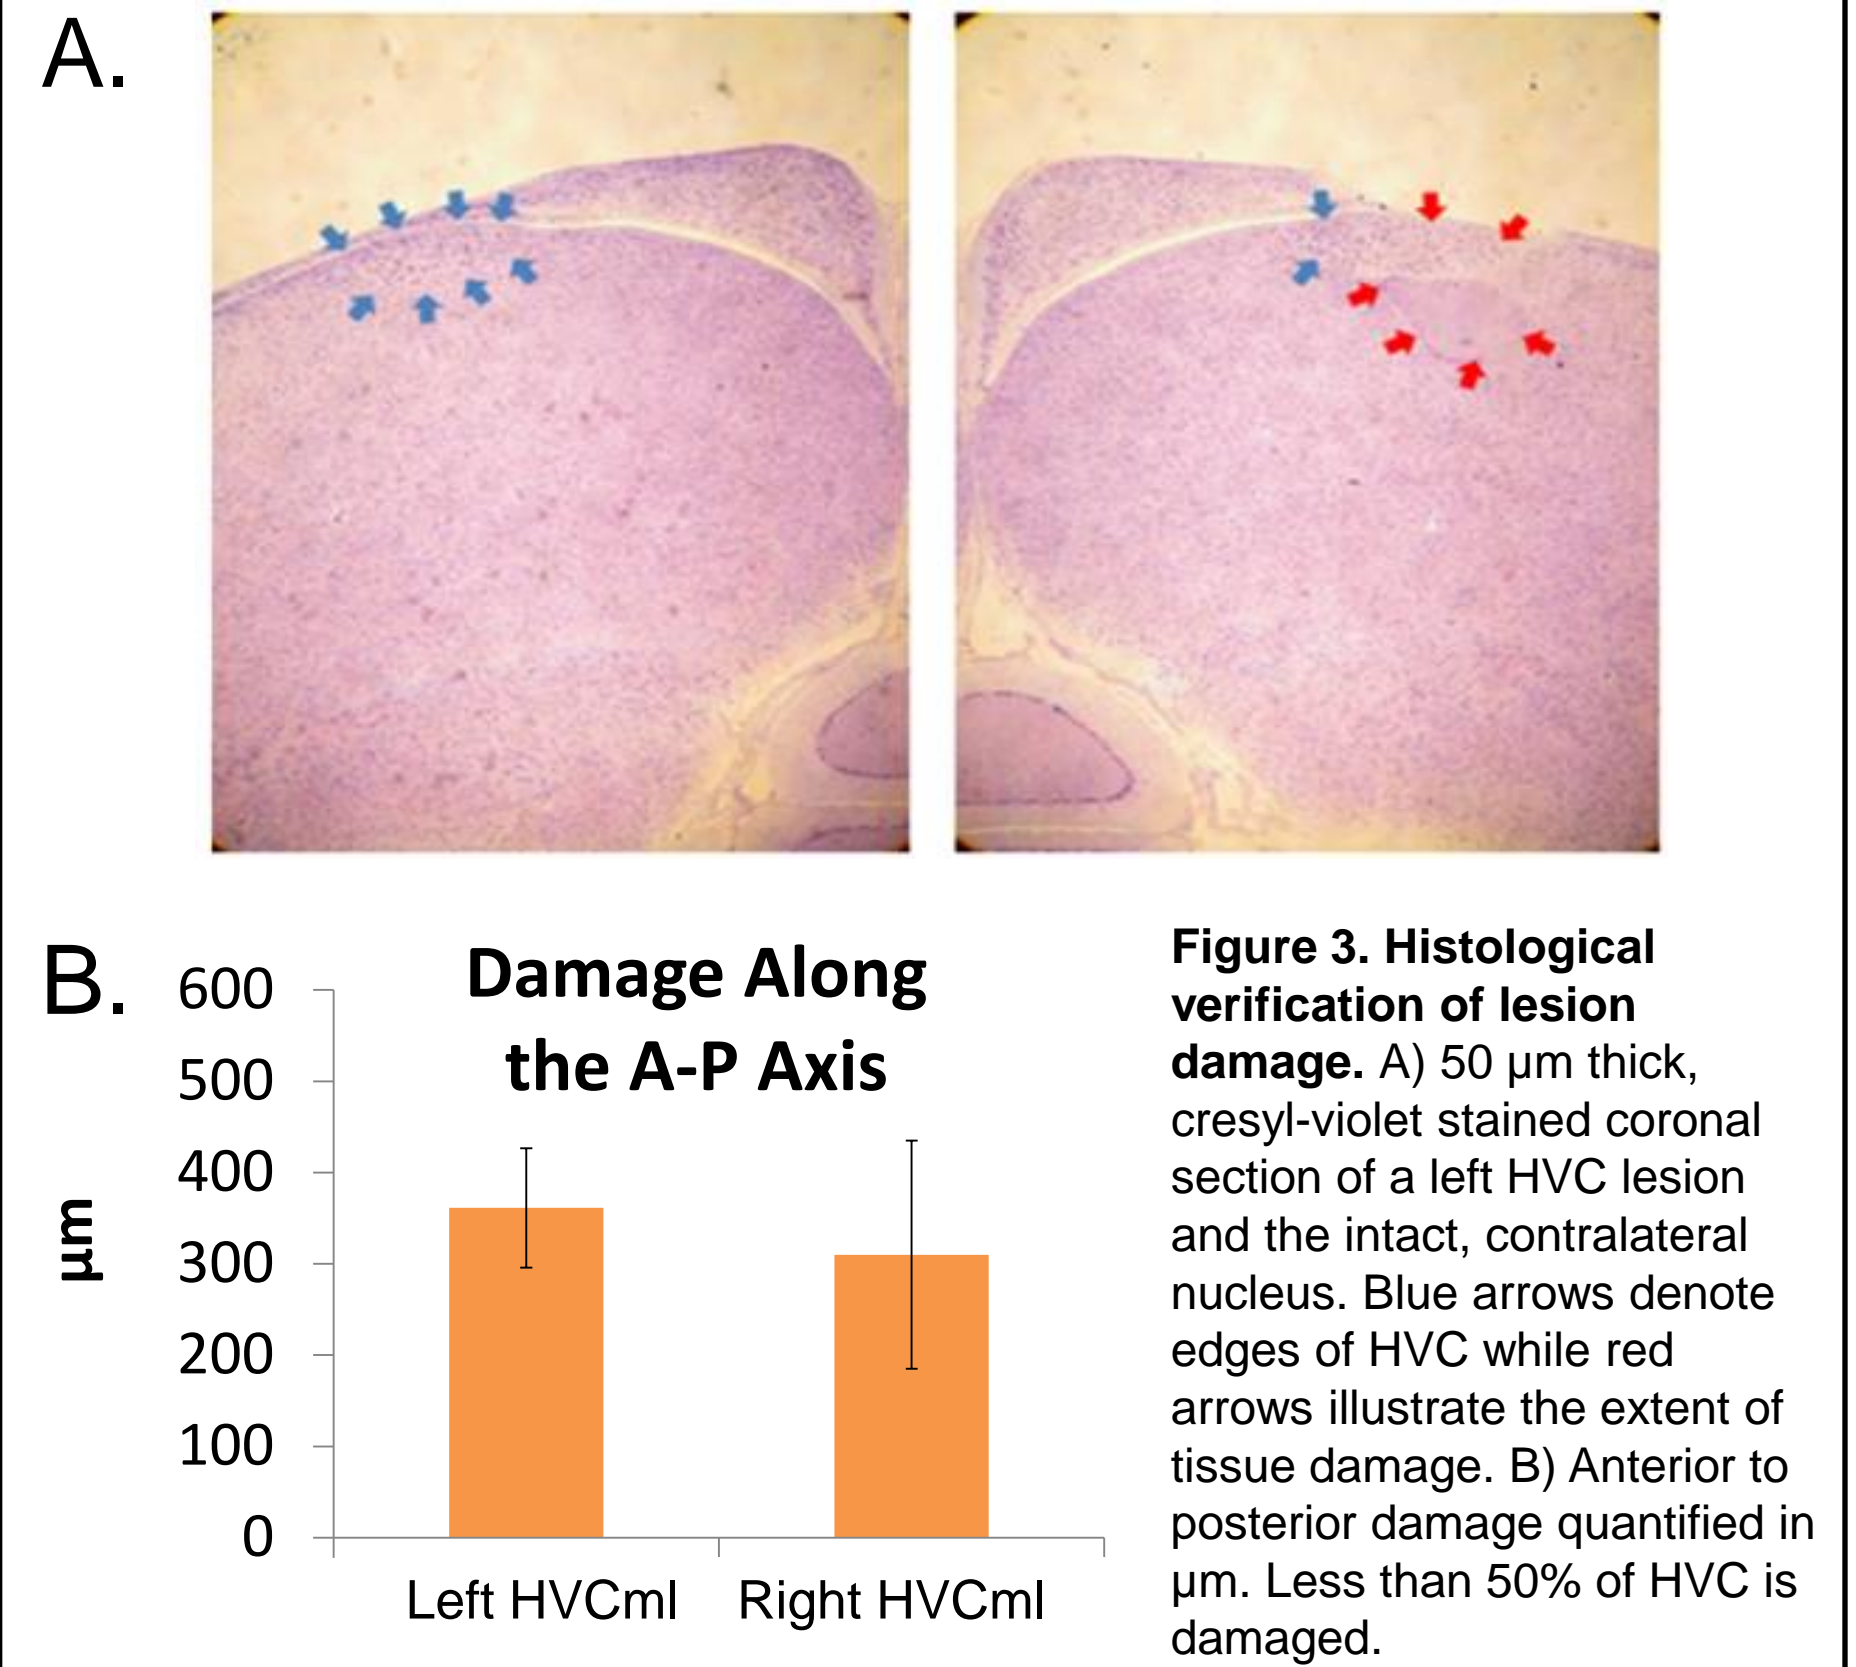 A.
B.
Damage Along
the A-P Axis
600
500
400
300
200
100
0
µm
Left HVCml
Right HVCml
Figure 3. Histological
verification of lesion
damage. A) 50 µm thick,
cresyl-violet stained coronal
section of a left HVC lesion
and the intact, contralateral
nucleus. Blue arrows denote
edges of HVC while red
arrows illustrate the extent of
tissue damage. B) Anterior to
posterior damage quantified in
µm. Less than 50% of HVC is
damaged.